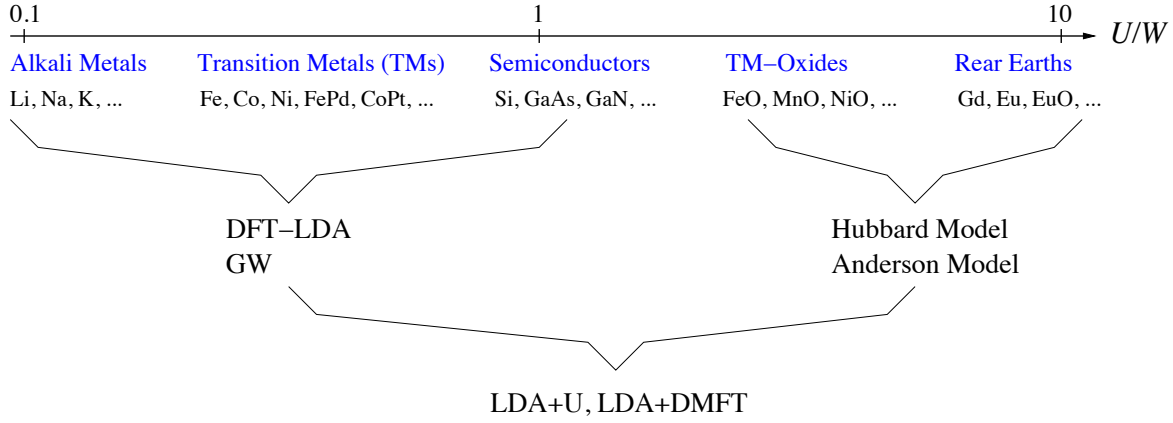 0.1 1 10
U/W
Alkali Metals Transition Metals (TMs) Semiconductors TM–Oxides Rear Earths
Li, Na, K, ... Fe, Co, Ni, FePd, CoPt, ... Si, GaAs, GaN, ... FeO, MnO, NiO, ... Gd, Eu, EuO, ...
DFT–LDA Hubbard Model
GW Anderson Model
LDA+U, LDA+DMFT